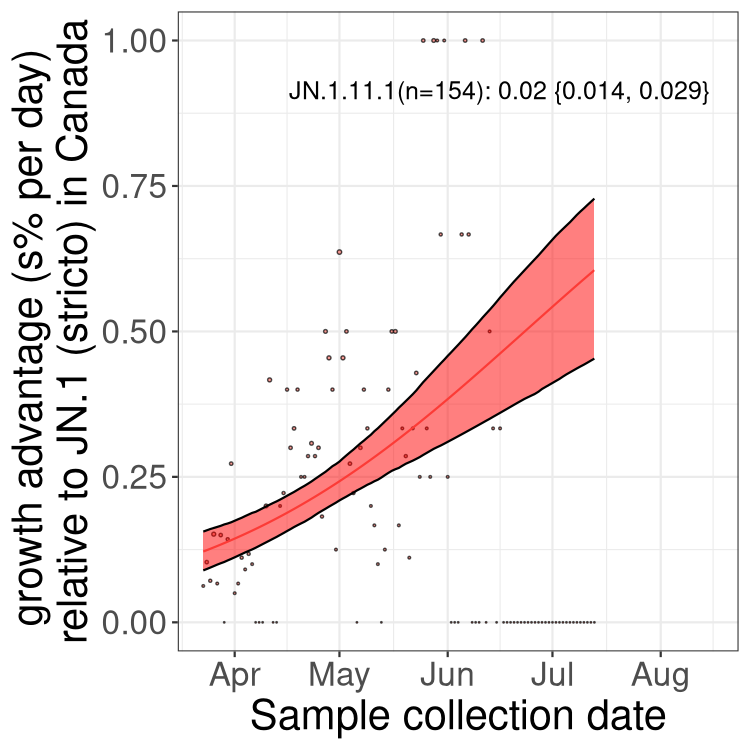 growth advantage (s% per day)
relative to JN.1 (stricto) in Canada
1.00
0.75
0.50
0.25
0.00
JN.1.11.1(n=154): 0.02 {0.014, 0.029}
Apr May Jun Jul Aug
Sample collection date